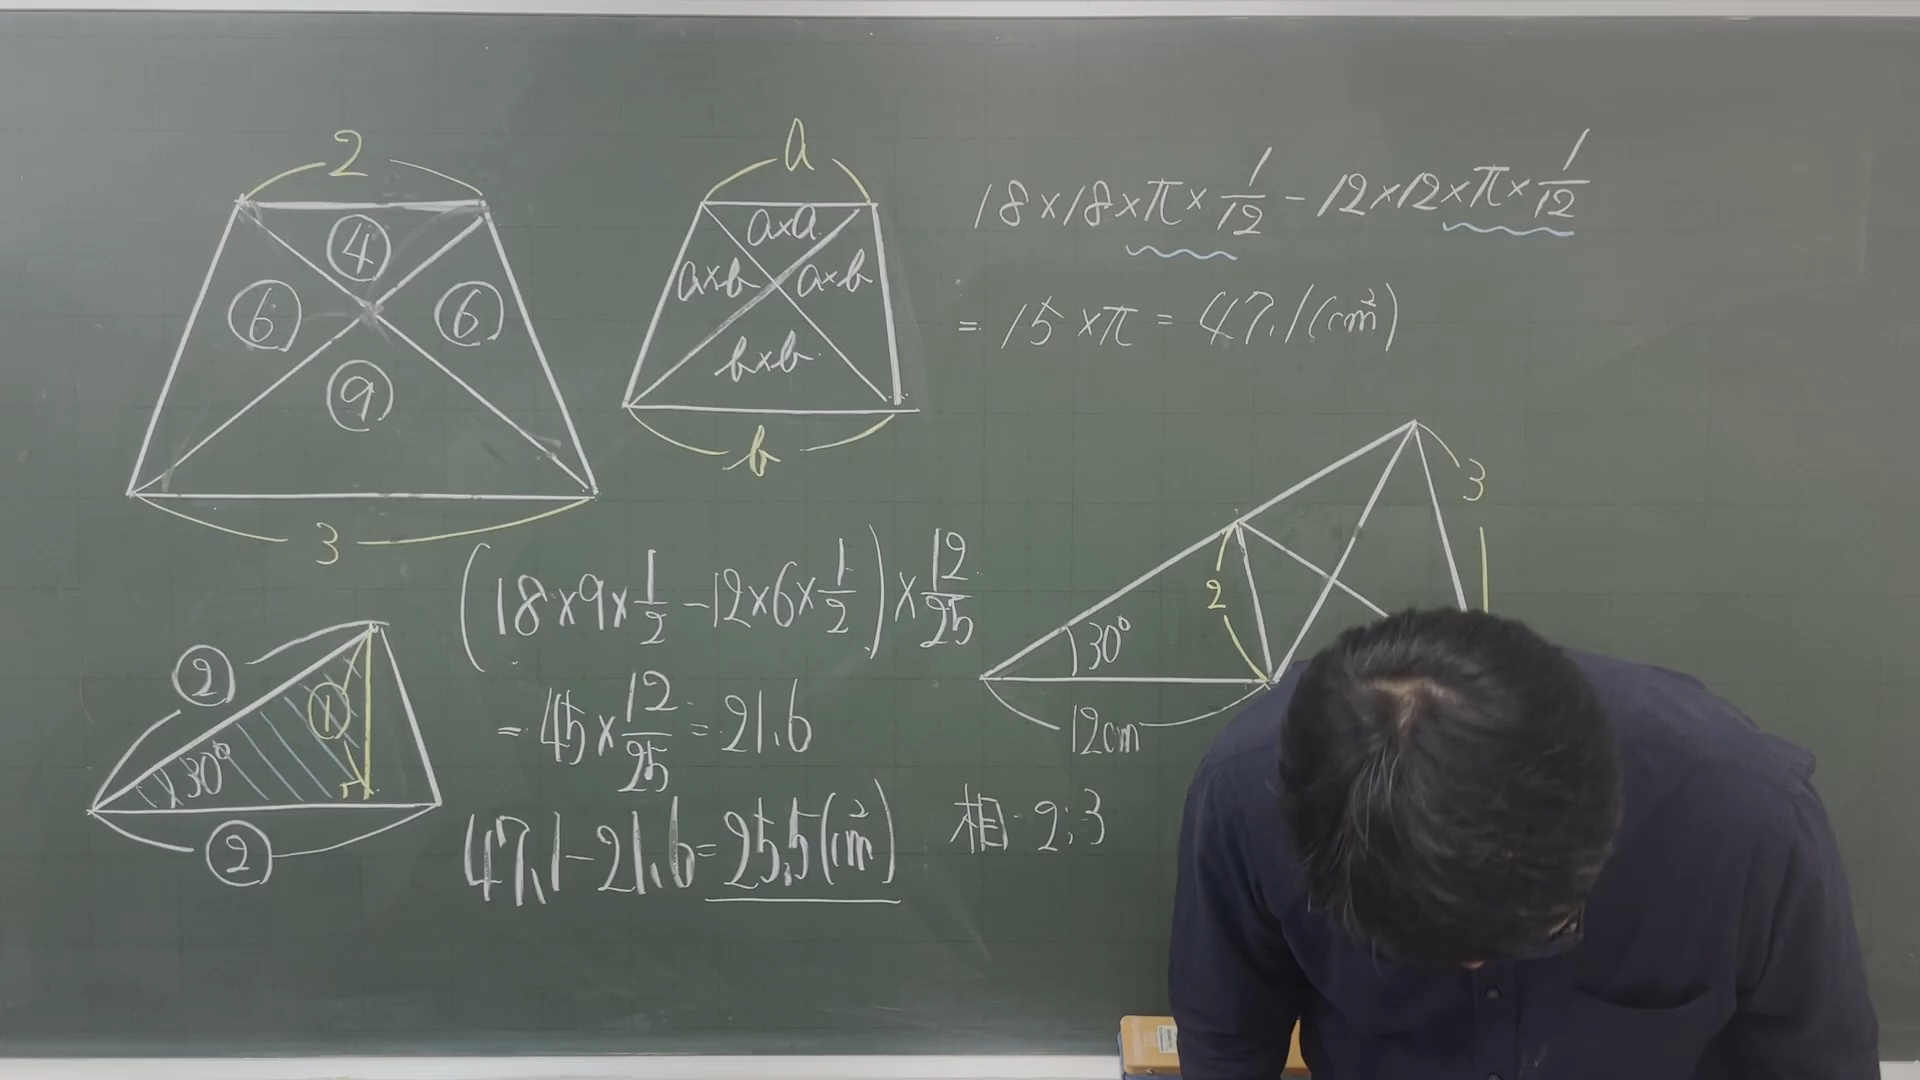 2
④
⑥ ⑥
⑨
3
a
a×a
a×b a×b
b×b
b
18×18×π×1/12 - 12×12×π×1/12
= 15×π = 47.1(cm²)
(18×9×1/2 - 12×6×1/2)×12/25
= 45×12/25 = 21.6
47.1-21.6=25.5(cm²)
②
①
30°
②
3
2
30°
12cm
相 2:3